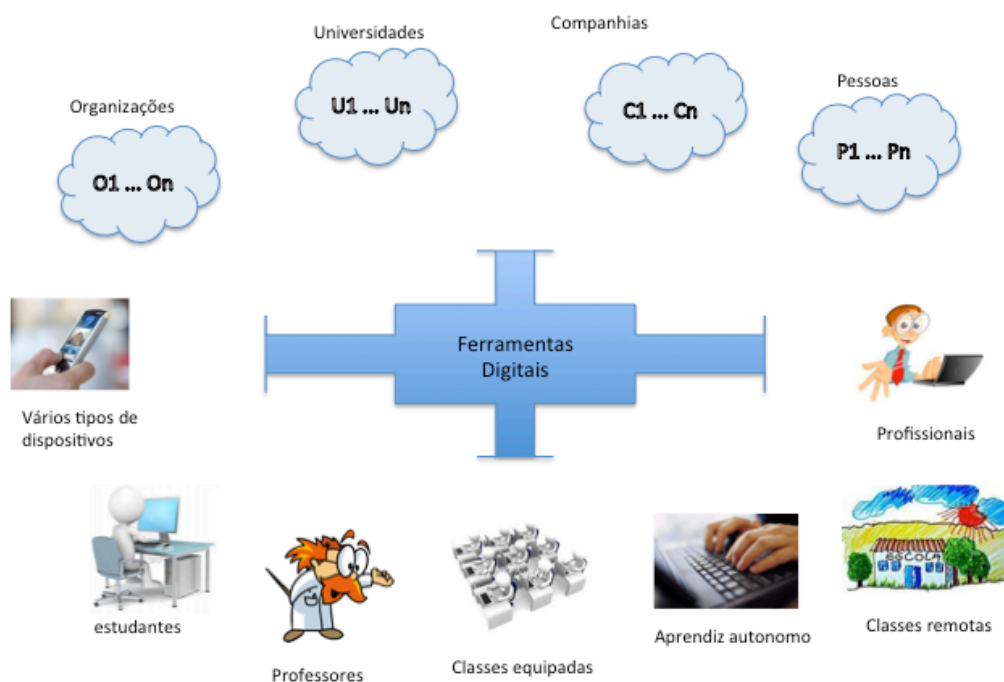 Universidades
Companhias
Organizações
Pessoas
U1 ... Un
C1 ... Cn
O1 ... On
P1 ... Pn
Ferramentas
Digitais
Vários tipos de
dispositivos
Profissionais
ESCOLA
estudantes
Professores
Classes equipadas
Aprendiz autonomo
Classes remotas